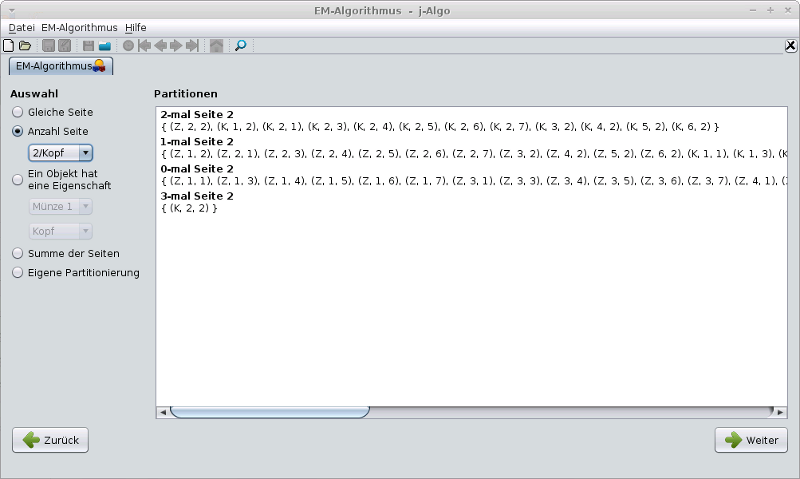 EM-Algorithmus - j-Algo
Datei EM-Algorithmus Hilfe
EM-Algorithmus
Auswahl
Gleiche Seite
Anzahl Seite
2/Kopf
Ein Objekt hat
eine Eigenschaft
Münze 1
Kopf
Summe der Seiten
Eigene Partitionierung
Partitionen
2-mal Seite 2
{ (Z, 2, 2), (K, 1, 2), (K, 2, 1), (K, 2, 3), (K, 2, 4), (K, 2, 5), (K, 2, 6), (K, 2, 7), (K, 3, 2), (K, 4, 2), (K, 5, 2), (K, 6, 2) }
1-mal Seite 2
{ (Z, 1, 2), (Z, 2, 1), (Z, 2, 3), (Z, 2, 4), (Z, 2, 5), (Z, 2, 6), (Z, 2, 7), (Z, 3, 2), (Z, 4, 2), (Z, 5, 2), (Z, 6, 2), (K, 1, 1), (K, 1, 3), (K
0-mal Seite 2
{ (Z, 1, 1), (Z, 1, 3), (Z, 1, 4), (Z, 1, 5), (Z, 1, 6), (Z, 1, 7), (Z, 3, 1), (Z, 3, 3), (Z, 3, 4), (Z, 3, 5), (Z, 3, 6), (Z, 3, 7), (Z, 4, 1), (
3-mal Seite 2
{ (K, 2, 2) }
Zurück
Weiter